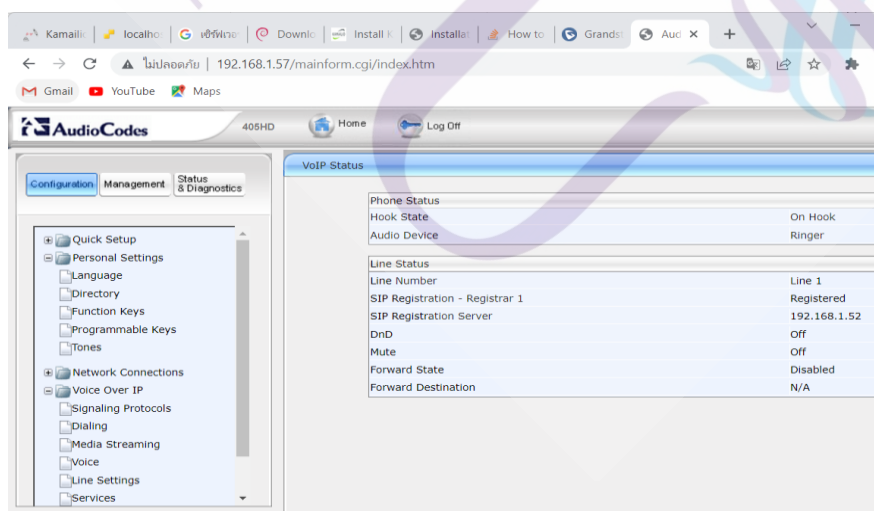 Kamaili localho เซิร์ฟเวอ Downlo Install K Installat How to Grandst Aud × +
ไม่ปลอดภัย | 192.168.1.57/mainform.cgi/index.htm
Gmail YouTube Maps
AudioCodes 405HD Home Log Off
VoIP Status
Configuration Management Status & Diagnostics
Phone Status
Hook State On Hook
Audio Device Ringer
Line Status
Line Number Line 1
SIP Registration - Registrar 1 Registered
SIP Registration Server 192.168.1.52
DnD Off
Mute Off
Forward State Disabled
Forward Destination N/A
Quick Setup
Personal Settings
Language
Directory
Function Keys
Programmable Keys
Tones
Network Connections
Voice Over IP
Signaling Protocols
Dialing
Media Streaming
Voice
Line Settings
Services